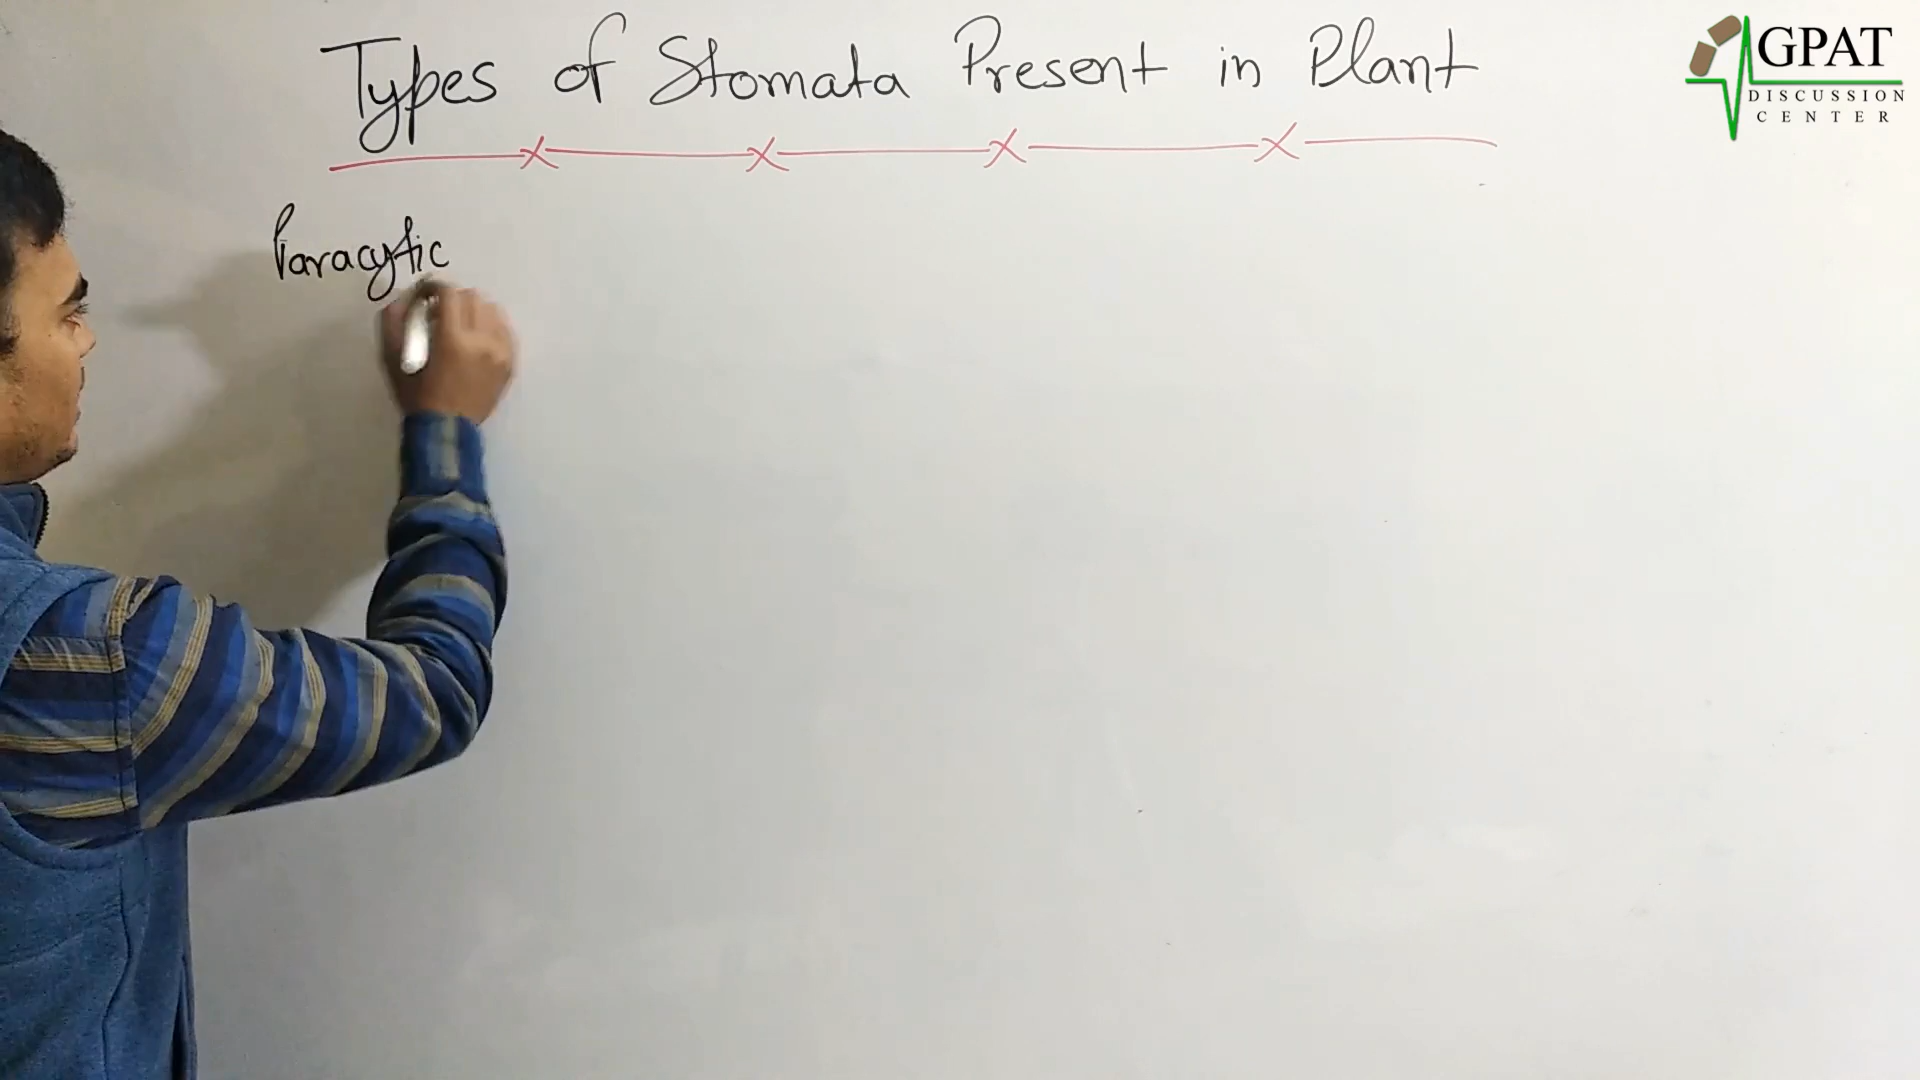 Types of Stomata Present in Plant
GPAT
DISCUSSION
CENTER
Paracytic